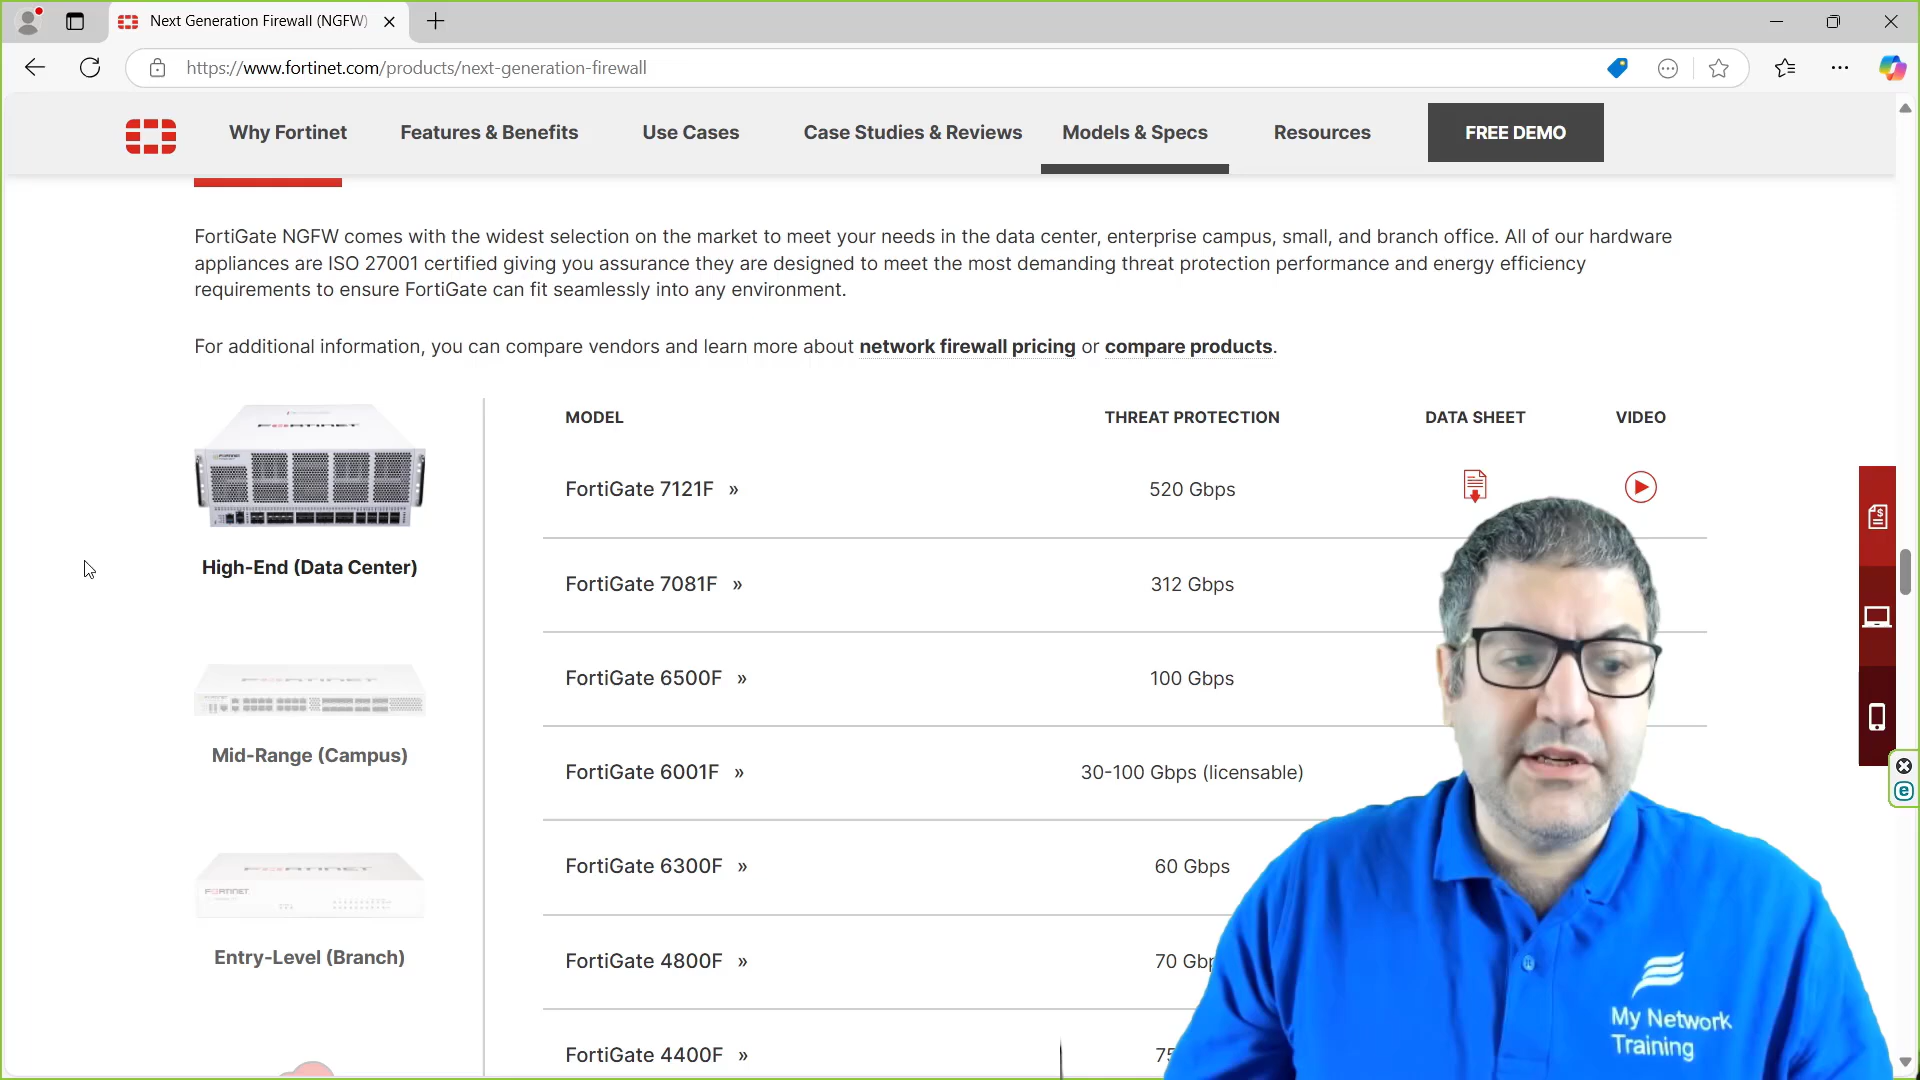 Next Generation Firewall (NGFW)
https://www.fortinet.com/products/next-generation-firewall
Why Fortinet
Features & Benefits
Use Cases
Case Studies & Reviews
Models & Specs
Resources
FREE DEMO
FortiGate NGFW comes with the widest selection on the market to meet your needs in the data center, enterprise campus, small, and branch office. All of our hardware
appliances are ISO 27001 certified giving you assurance they are designed to meet the most demanding threat protection performance and energy efficiency
requirements to ensure FortiGate can fit seamlessly into any environment.
For additional information, you can compare vendors and learn more about network firewall pricing or compare products.
FORTINET
High-End (Data Center)
FORTINET
Mid-Range (Campus)
FORTINET
FORTINET
Entry-Level (Branch)
MODEL THREAT PROTECTION DATA SHEET VIDEO
FortiGate 7121F » 520 Gbps
FortiGate 7081F » 312 Gbps
FortiGate 6500F » 100 Gbps
FortiGate 6001F » 30-100 Gbps (licensable)
FortiGate 6300F » 60 Gbps
FortiGate 4800F » 70 Gbp
FortiGate 4400F » 75
My Network
Training